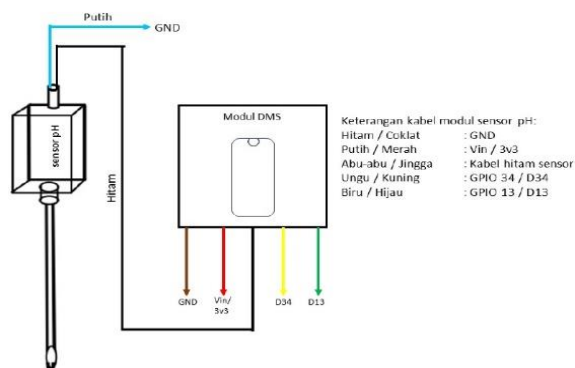 Putih
GND
sensor pH
Hitam
Modul DMS
GND
Vin/
3v3
D34
D13
Keterangan kabel modul sensor pH:
Hitam / Coklat : GND
Putih / Merah : Vin / 3v3
Abu-abu / Jingga : Kabel hitam sensor
Ungu / Kuning : GPIO 34 / D34
Biru / Hijau : GPIO 13 / D13